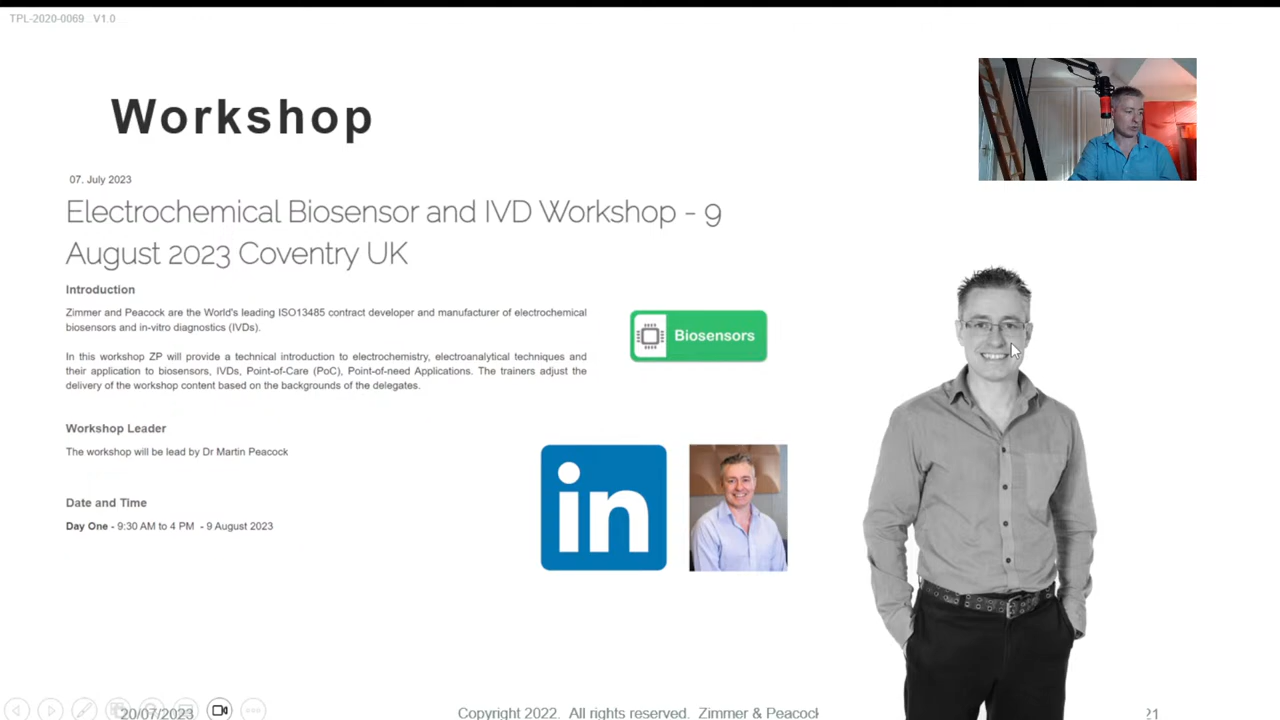 TPL-2020-0069 V1.0
Workshop
07. July 2023
Electrochemical Biosensor and IVD Workshop - 9
August 2023 Coventry UK
Introduction
Zimmer and Peacock are the World's leading ISO13485 contract developer and manufacturer of electrochemical
biosensors and in-vitro diagnostics (IVDs).
In this workshop ZP will provide a technical introduction to electrochemistry, electroanalytical techniques and
their application to biosensors, IVDs, Point-of-Care (PoC), Point-of-need Applications. The trainers adjust the
delivery of the workshop content based on the backgrounds of the delegates.
Biosensors
Workshop Leader
The workshop will be lead by Dr Martin Peacock
in
Date and Time
Day One - 9:30 AM to 4 PM - 9 August 2023
20/07/2023
Copyright 2022. All rights reserved. Zimmer & Peacock
21